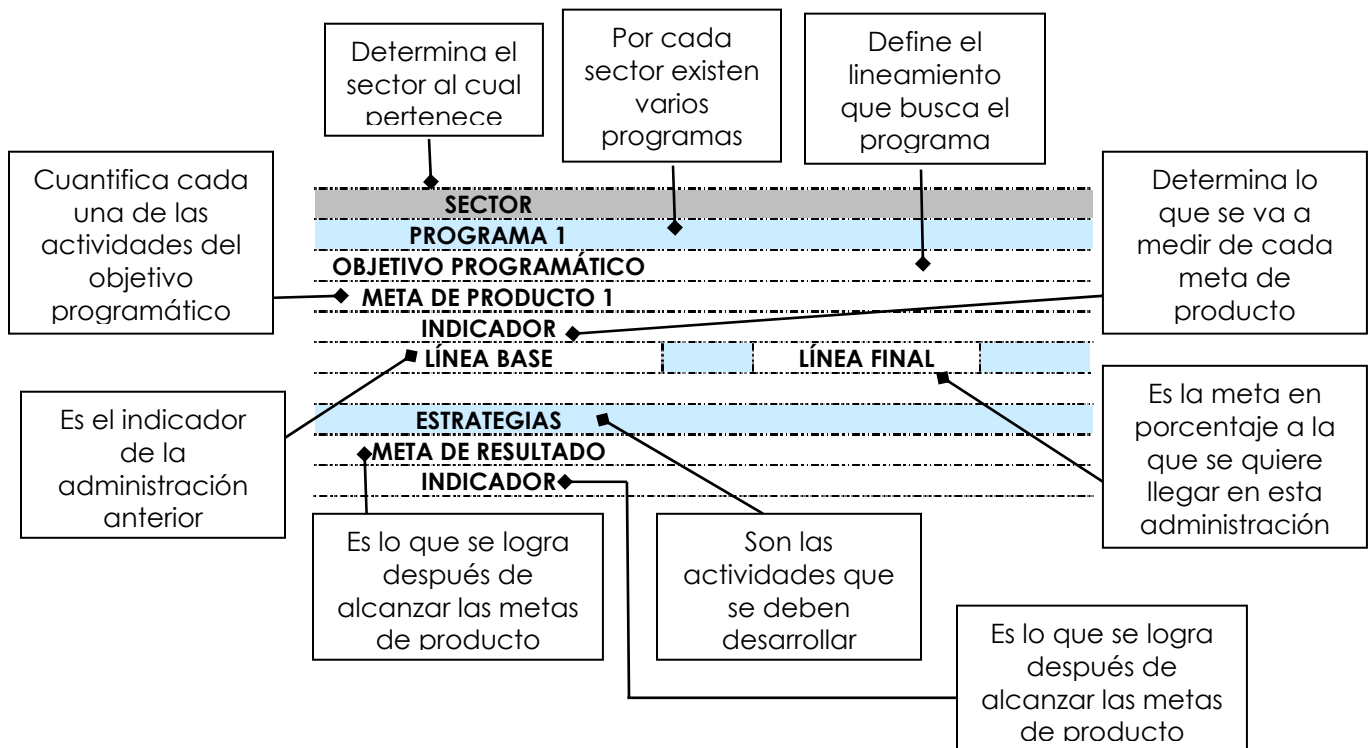 Determina el
sector al cual
pertenece
Por cada
sector existen
varios
programas
Define el
lineamiento
que busca el
programa
Cuantifica cada
una de las
actividades del
objetivo
programático
Determina lo
que se va a
medir de cada
meta de
producto
SECTOR
PROGRAMA 1
OBJETIVO PROGRAMÁTICO
META DE PRODUCTO 1
INDICADOR
LÍNEA BASE LÍNEA FINAL
ESTRATEGIAS
META DE RESULTADO
INDICADOR
Es el indicador
de la
administración
anterior
Es la meta en
porcentaje a la
que se quiere
llegar en esta
administración
Es lo que se logra
después de
alcanzar las metas
de producto
Son las
actividades que
se deben
desarrollar
Es lo que se logra
después de
alcanzar las metas
de producto